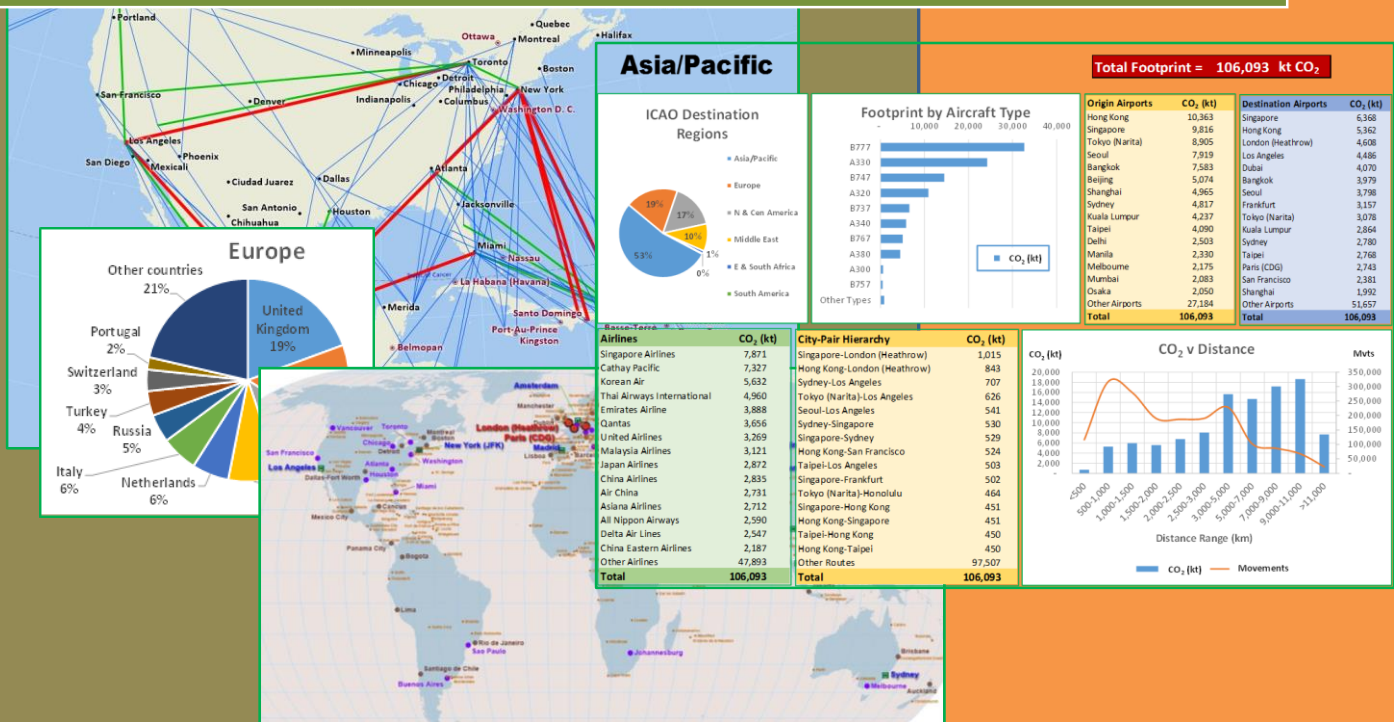 Portland
Quebec
Ottawa
Montreal
Halifax
Minneapolis
Toronto
Boston
Detroit
Chicago
Philadelphia
New York
San Francisco
Denver
Indianapolis
Columbus
Washington D. C.
Los Angeles
San Diego
Phoenix
Mexicali
Atlanta
Ciudad Juarez
Dallas
San Antonio
Houston
Jacksonville
Chihuahua
Miami
Nassau
La Habana (Havana)
Merida
Santo Domingo
Port-Au-Prince
Kingston
Belmopan
Europe
Other countries
21%
United
Kingdom
19%
Portugal
2%
Switzerland
3%
Turkey
4%
Russia
5%
Italy
6%
Netherlands
6%
Amsterdam
Manchester
London (Heathrow)
Paris (CDG)
Madrid
Lisboa
Vancouver
Toronto
Montreal
Boston
Chicago
Detroit
New York (JFK)
San Francisco
Washington
Los Angeles
Atlanta
Dallas-Fort Worth
Houston
Miami
Cancun
Mexico City
Panama City
Bogota
Lima
Rio de Janeiro
Sao Paulo
Santiago de Chile
Buenos Aires
Johannesburg
Brisbane
Sydney
Melbourne
Auckland
Asia/Pacific
Total Footprint = 106,093 kt CO₂
ICAO Destination
Regions
Asia/Pacific
Europe
N & Cen America
Middle East
E & South Africa
South America
19%
17%
10%
1%
0%
53%
Footprint by Aircraft Type
- 10,000 20,000 30,000 40,000
B777
A330
B747
A320
B737
A340
B767
A380
A300
B757
Other Types
CO₂ (kt)
Origin Airports CO₂ (kt)
Hong Kong 10,363
Singapore 9,816
Tokyo (Narita) 8,905
Seoul 7,919
Bangkok 7,583
Beijing 5,074
Shanghai 4,965
Sydney 4,817
Kuala Lumpur 4,237
Taipei 4,090
Delhi 2,503
Manila 2,330
Melbourne 2,175
Mumbai 2,083
Osaka 2,050
Other Airports 27,184
Total 106,093
Destination Airports CO₂ (kt)
Singapore 6,368
Hong Kong 5,362
London (Heathrow) 4,608
Los Angeles 4,486
Dubai 4,070
Bangkok 3,979
Seoul 3,798
Frankfurt 3,157
Tokyo (Narita) 3,078
Kuala Lumpur 2,864
Sydney 2,780
Taipei 2,768
Paris (CDG) 2,743
San Francisco 2,381
Shanghai 1,992
Other Airports 51,657
Total 106,093
Airlines CO₂ (kt)
Singapore Airlines 7,871
Cathay Pacific 7,327
Korean Air 5,632
Thai Airways International 4,960
Emirates Airline 3,888
Qantas 3,656
United Airlines 3,269
Malaysia Airlines 3,121
Japan Airlines 2,872
China Airlines 2,835
Air China 2,731
Asiana Airlines 2,712
All Nippon Airways 2,590
Delta Air Lines 2,547
China Eastern Airlines 2,187
Other Airlines 47,893
Total 106,093
City-Pair Hierarchy CO₂ (kt)
Singapore-London (Heathrow) 1,015
Hong Kong-London (Heathrow) 843
Sydney-Los Angeles 707
Tokyo (Narita)-Los Angeles 626
Seoul-Los Angeles 541
Sydney-Singapore 530
Singapore-Sydney 529
Hong Kong-San Francisco 524
Taipei-Los Angeles 503
Singapore-Frankfurt 502
Tokyo (Narita)-Honolulu 464
Singapore-Hong Kong 451
Hong Kong-Singapore 451
Taipei-Hong Kong 450
Hong Kong-Taipei 450
Other Routes 97,507
Total 106,093
CO₂ v Distance
CO₂ (kt)
Mvts
20,000
18,000
16,000
14,000
12,000
10,000
8,000
6,000
4,000
2,000
-
350,000
300,000
250,000
200,000
150,000
100,000
50,000
-
<500
500-1,000
1,000-1,500
1,500-2,000
2,000-2,500
2,500-3,000
3,000-5,000
5,000-7,000
7,000-9,000
9,000-11,000
>11,000
Distance Range (km)
CO₂ (kt)
Movements